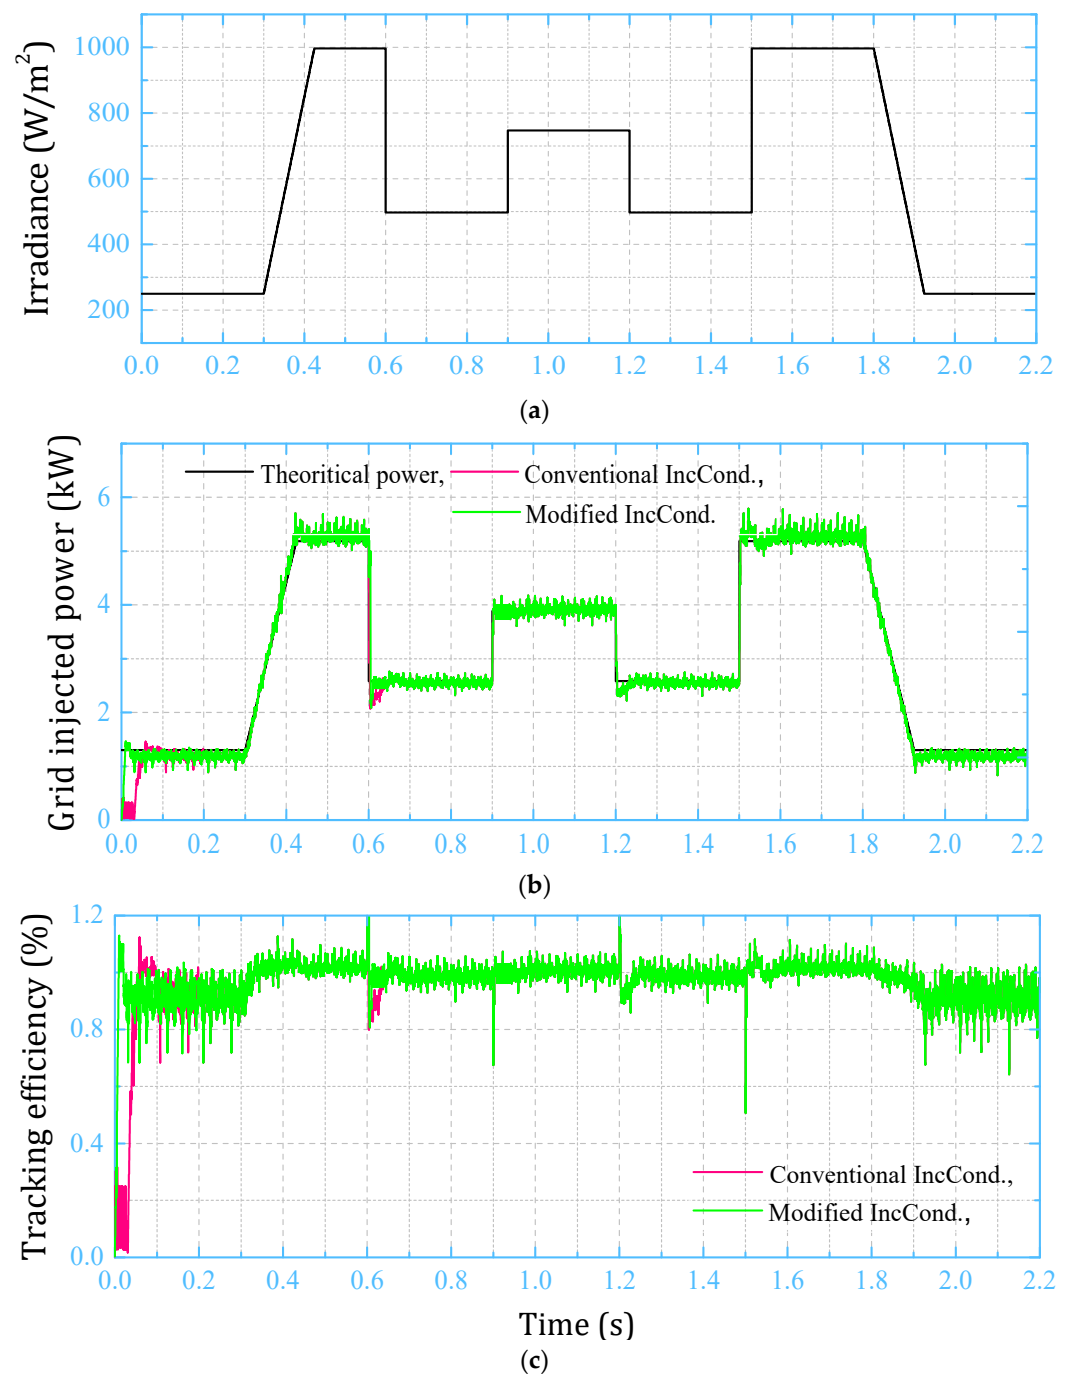 Irradiance (W/m²)
1000
800
600
400
200
0.0 0.2 0.4 0.6 0.8 1.0 1.2 1.4 1.6 1.8 2.0 2.2
(a)
Grid injected power (kW)
Theoritical power, Conventional IncCond.,
Modified IncCond.
6
4
2
0
0.0 0.2 0.4 0.6 0.8 1.0 1.2 1.4 1.6 1.8 2.0 2.2
(b)
Tracking efficiency (%)
1.2
0.8
0.4
0.0
Conventional IncCond.,
Modified IncCond.,
0.0 0.2 0.4 0.6 0.8 1.0 1.2 1.4 1.6 1.8 2.0 2.2
Time (s)
(c)